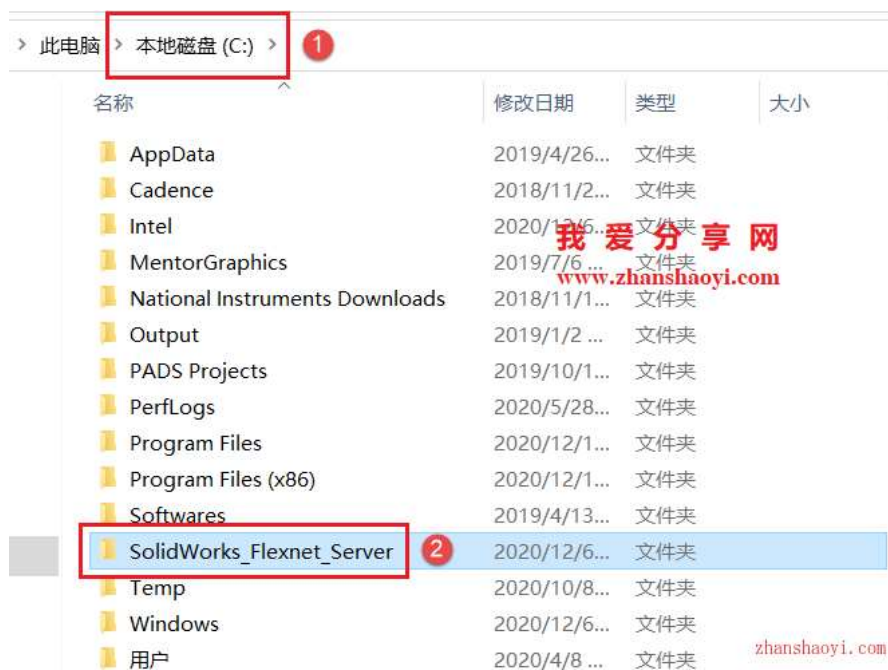 此电脑 > 本地磁盘 (C:) > 1
名称 修改日期 类型 大小
AppData 2019/4/26... 文件夹
Cadence 2018/11/2... 文件夹
Intel 2020/12/6... 文件夹
我爱分享网
MentorGraphics 2019/7/6 ... 文件夹
www.zhanshaoyi.com
National Instruments Downloads 2018/11/1... 文件夹
Output 2019/1/2 ... 文件夹
PADS Projects 2019/10/1... 文件夹
PerfLogs 2020/5/28... 文件夹
Program Files 2020/12/1... 文件夹
Program Files (x86) 2020/12/1... 文件夹
Softwares 2019/4/13... 文件夹
SolidWorks_Flexnet_Server 2 2020/12/6... 文件夹
Temp 2020/10/8... 文件夹
Windows 2020/12/6... 文件夹
zhanshaoyi.com
用户 2020/4/8 ... 文件夹